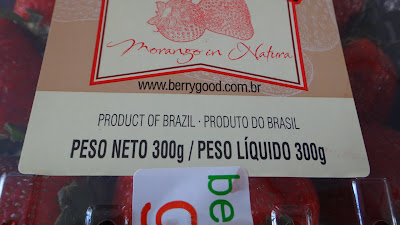 Morango in Natura
www.berrygood.com.br
PRODUCT OF BRAZIL · PRODUTO DO BRASIL
PESO NETO 300g / PESO LÍQUIDO 300g
be
g